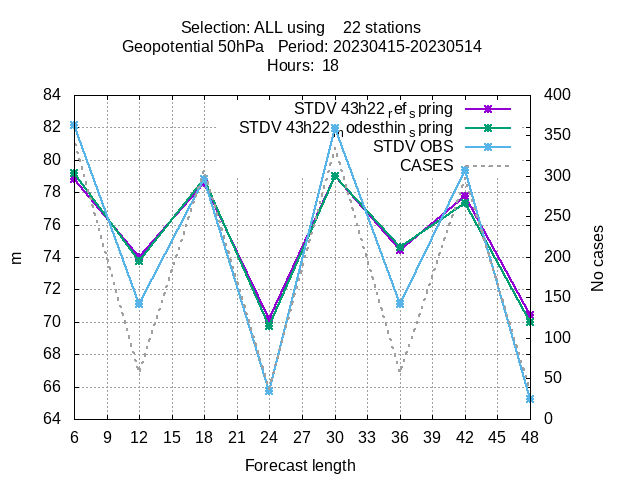 Selection: ALL using 22 stations
Geopotential 50hPa Period: 20230415-20230514
Hours: 18
STDV 43h22_ref_spring
STDV 43h22_modesthin_spring
STDV OBS
CASES
84
82
80
78
76
74
72
70
68
66
64
m
400
350
300
250
200
150
100
50
0
No cases
6 9 12 15 18 21 24 27 30 33 36 39 42 45 48
Forecast length